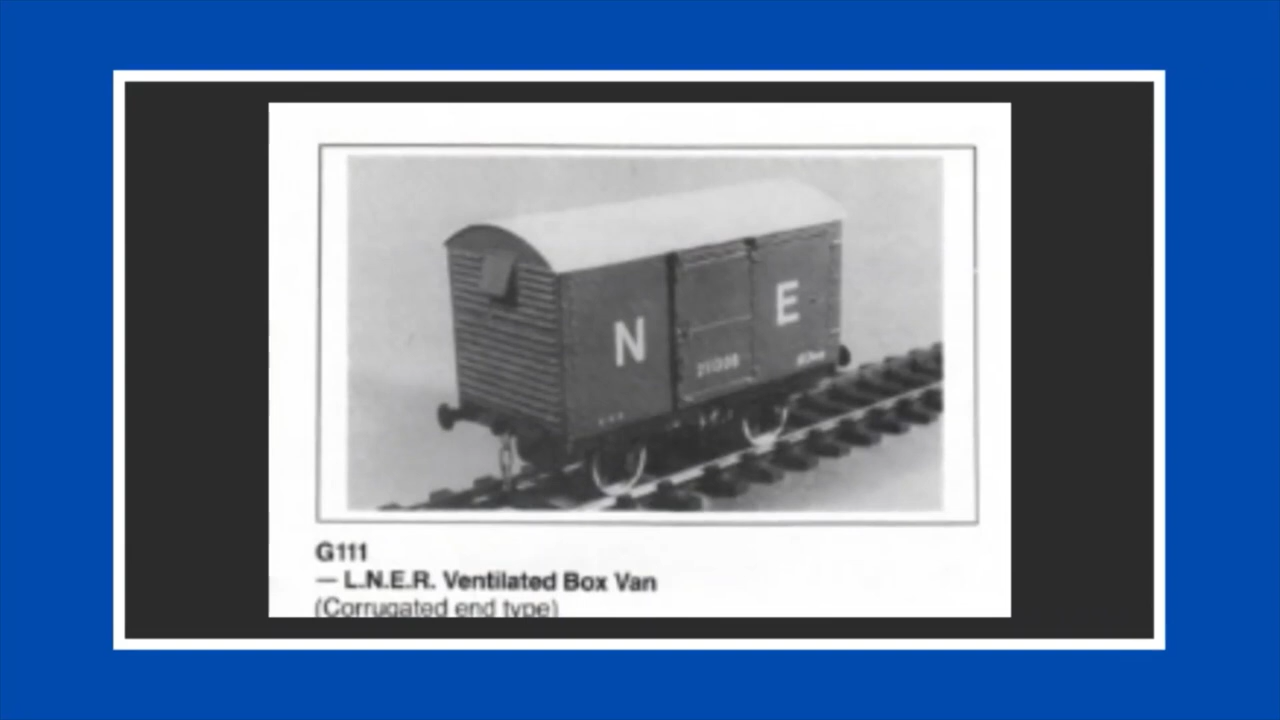 N E
G111
— L.N.E.R. Ventilated Box Van
(Corrugated end type)